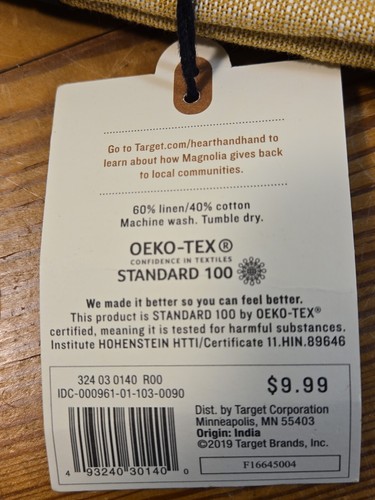 Go to Target.com/hearthandhand to
learn about how Magnolia gives back
to local communities.
60% linen/40% cotton
Machine wash. Tumble dry.
OEKO-TEX®
CONFIDENCE IN TEXTILES
STANDARD 100
We made it better so you can feel better.
This product is STANDARD 100 by OEKO-TEX®
certified, meaning it is tested for harmful substances.
Institute HOHENSTEIN HTTI/Certificate 11.HIN.89646
324 03 0140 R00
IDC-000961-01-103-0090
$9.99
Dist. by Target Corporation
Minneapolis, MN 55403
Origin: India
©2019 Target Brands, Inc.
F16645004
4 93240 30140 0